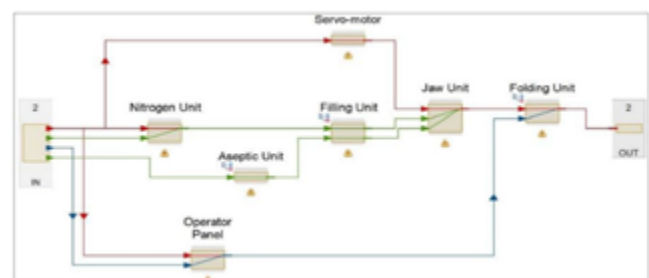 Servo-motor
2
Nitrogen Unit
Filling Unit
Jaw Unit
Folding Unit
2
Aseptic Unit
IN
OUT
Operator
Panel